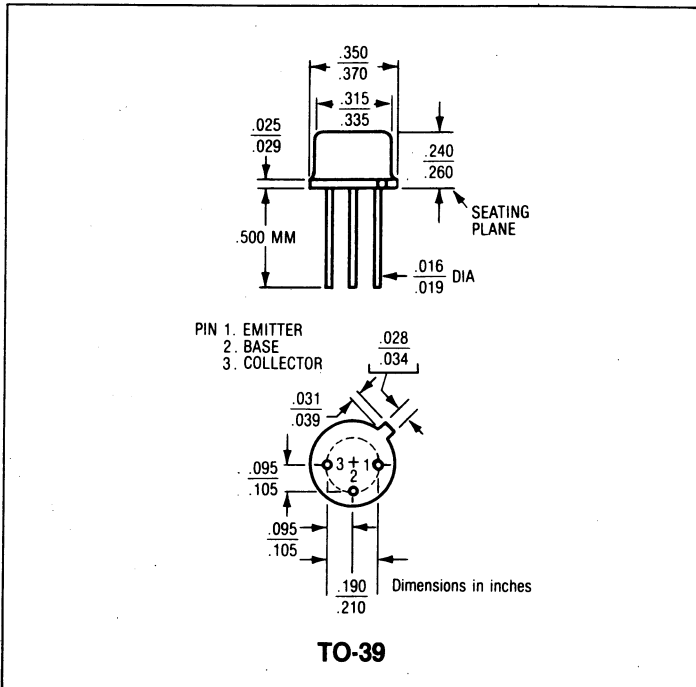 .350
.370
.315
.335
.025
.029
.240
.260
SEATING
PLANE
.500 MM
.016
.019
DIA
PIN 1. EMITTER
2. BASE
3. COLLECTOR
.028
.034
.031
.039
3 + 1
2
.095
.105
.095
.105
.190
.210
Dimensions in inches
TO-39